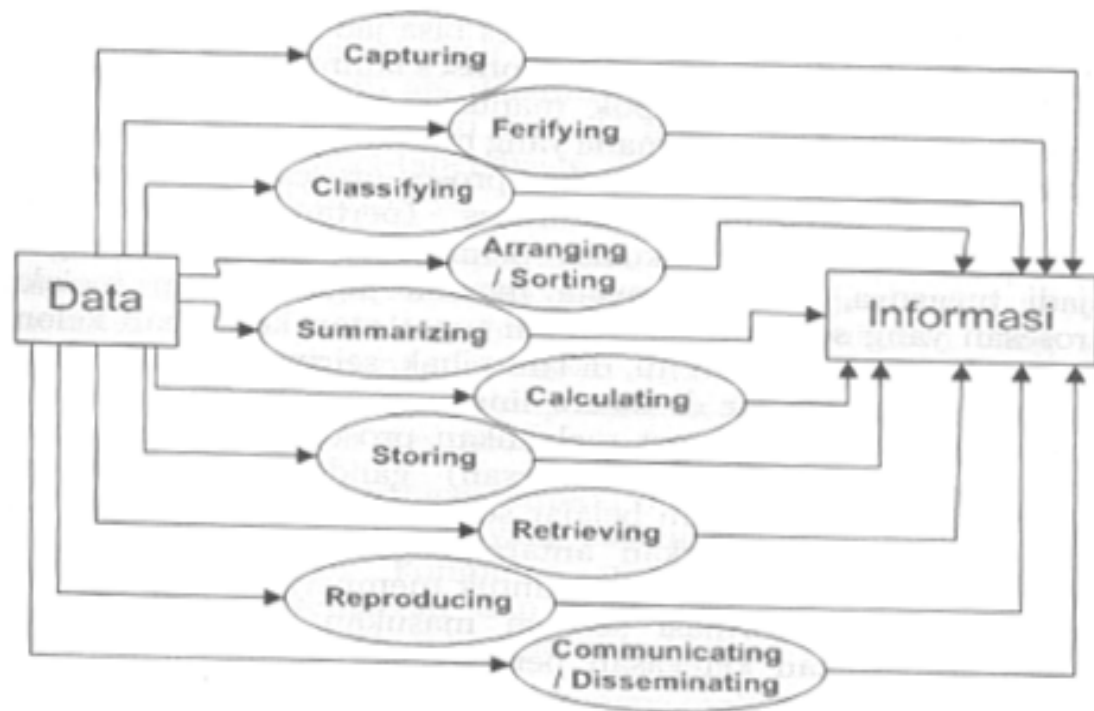 Capturing
Ferifying
Classifying
Arranging
/ Sorting
Data
Informasi
Summarizing
Calculating
Storing
Retrieving
Reproducing
Communicating
/ Disseminating